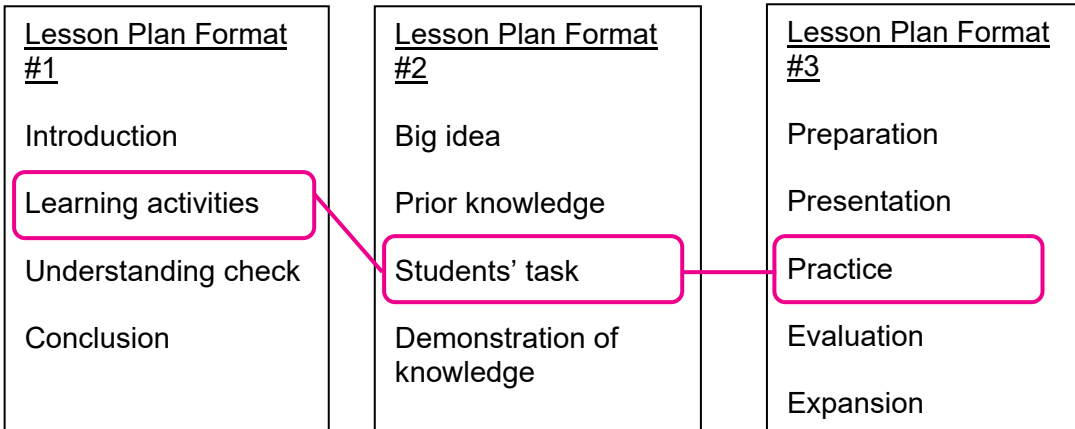 Lesson Plan Format
#1
Introduction
Learning activities
Understanding check
Conclusion
Lesson Plan Format
#2
Big idea
Prior knowledge
Students’ task
Demonstration of
knowledge
Lesson Plan Format
#3
Preparation
Presentation
Practice
Evaluation
Expansion